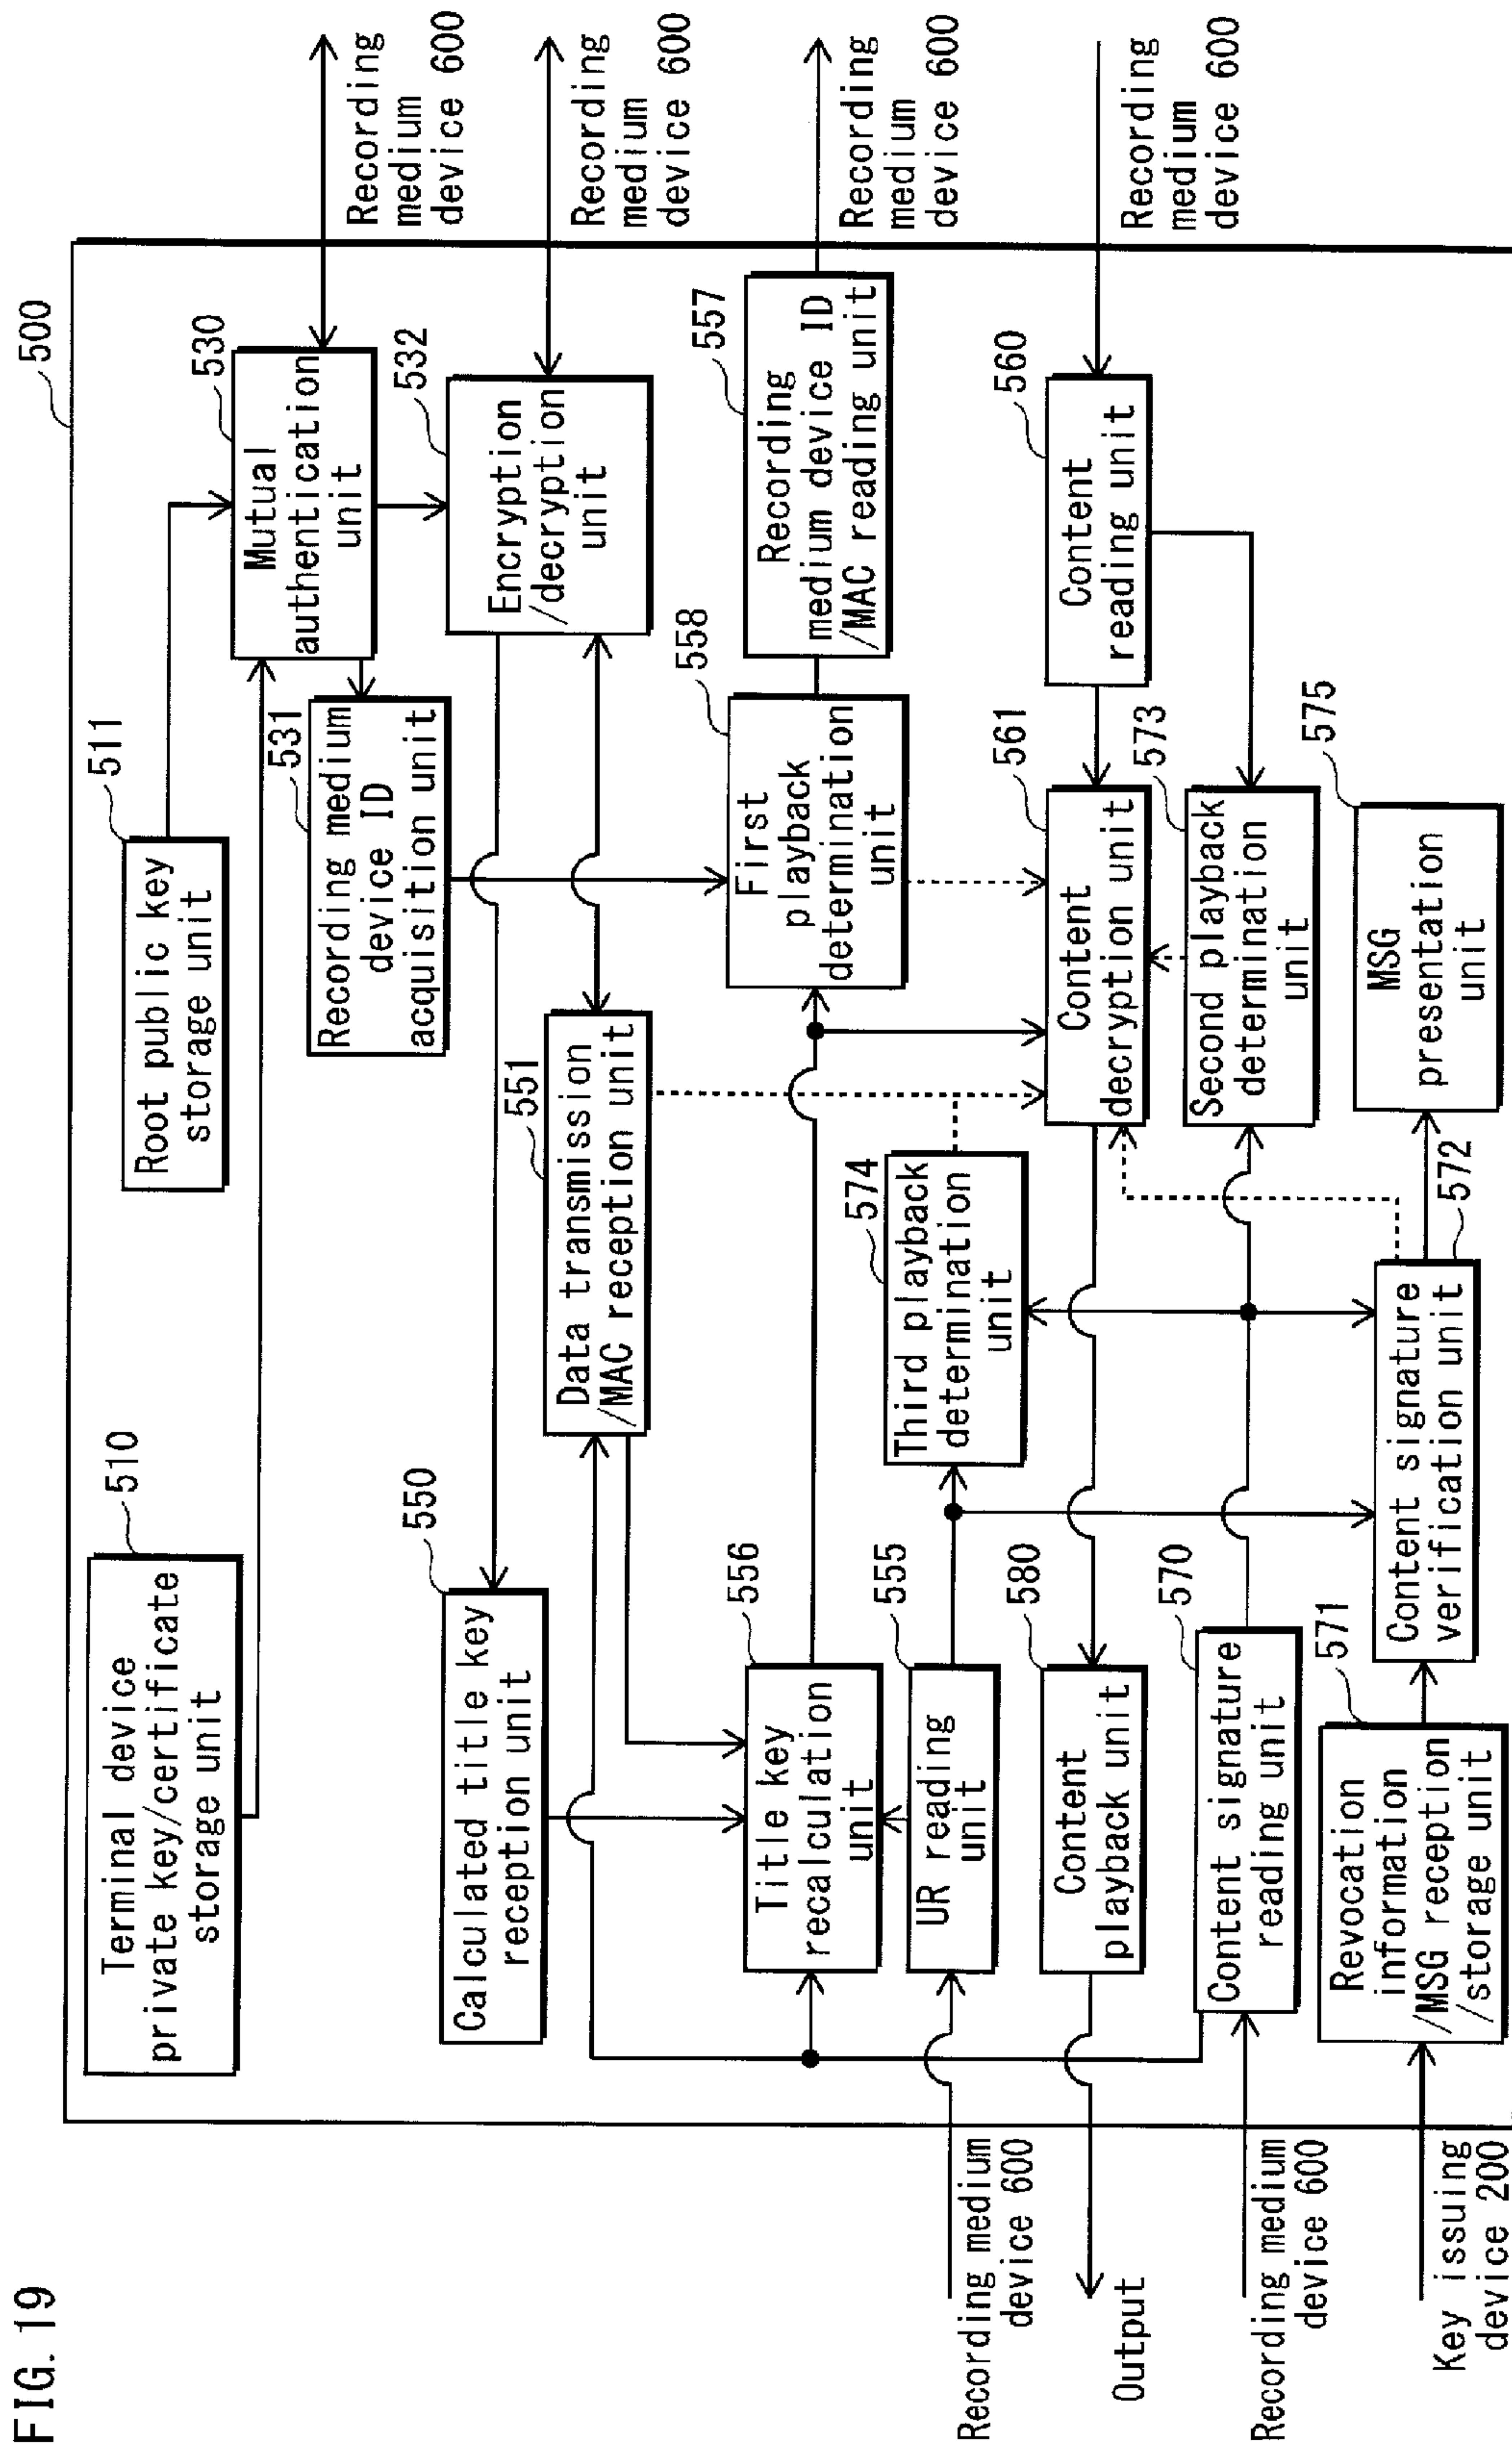 FIG. 19
500
Terminal device
private key/certificate
storage unit
510
Root public key
storage unit
511
Mutual
authentication
unit
530
Recording
medium
device 600
Recording medium
device ID
acquisition unit
531
Encryption
/decryption
unit
532
Recording
medium
device 600
Calculated title key
reception unit
550
Data transmission
/MAC reception unit
551
Title key
recalculation
unit
556
First
playback
determination
unit
558
Recording
medium device ID
/MAC reading unit
557
Recording
medium
device 600
Recording medium
device 600
UR reading
unit
555
Third playback
determination
unit
574
Output
Content
playback unit
580
Content
decryption unit
561
Content
reading unit
560
Recording
medium
device 600
Recording medium
device 600
Content signature
reading unit
570
Second playback
determination
unit
573
Key issuing
device 200
Revocation
information
/MSG reception
/storage unit
571
Content signature
verification unit
572
MSG
presentation
unit
575